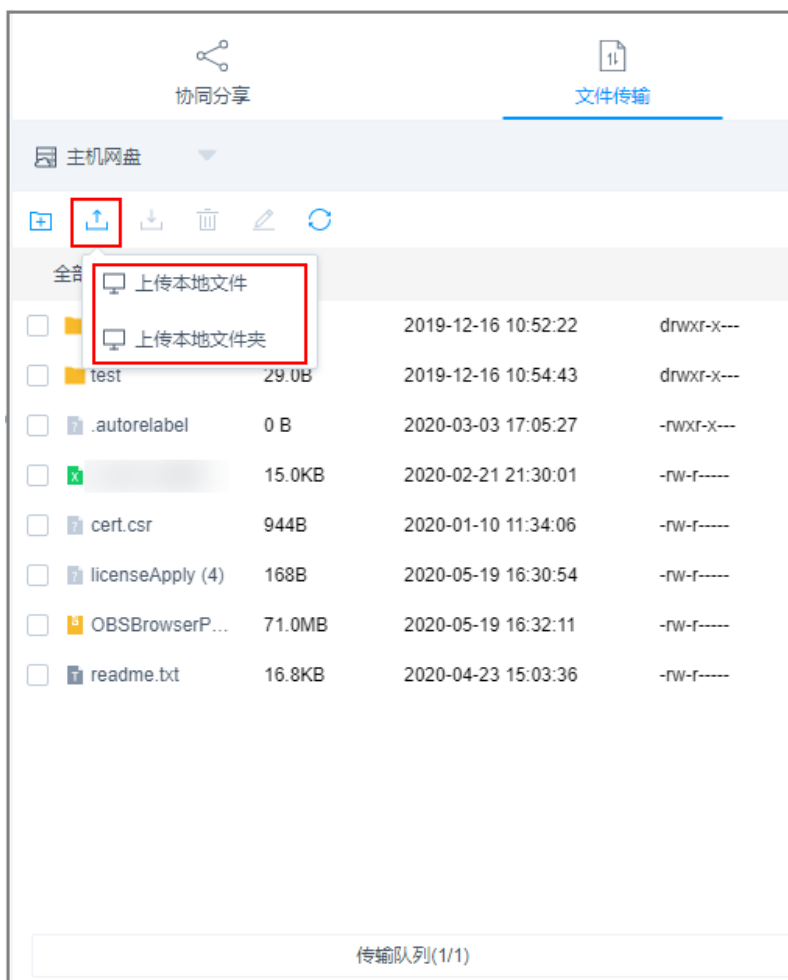 协同分享
文件传输
主机网盘
上传本地文件
上传本地文件夹
2019-12-16 10:52:22 drwxr-x---
test 29.0B 2019-12-16 10:54:43 drwxr-x---
.autorelabel 0 B 2020-03-03 17:05:27 -rwxr-x---
15.0KB 2020-02-21 21:30:01 -rw-r-----
cert.csr 944B 2020-01-10 11:34:06 -rw-r-----
licenseApply (4) 168B 2020-05-19 16:30:54 -rw-r-----
OBSBrowserP... 71.0MB 2020-05-19 16:32:11 -rw-r-----
readme.txt 16.8KB 2020-04-23 15:03:36 -rw-r-----
传输队列(1/1)